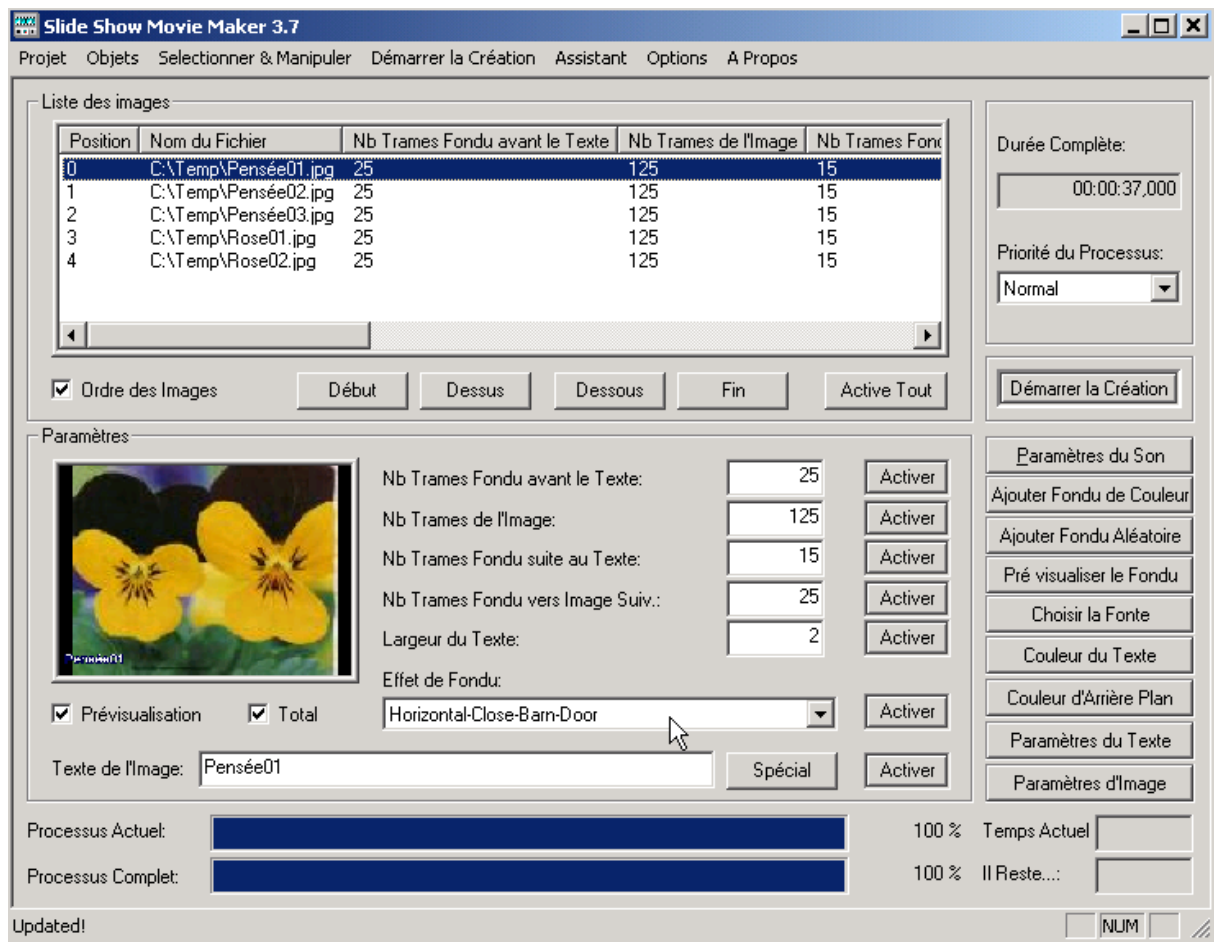 Slide Show Movie Maker 3.7
Projet Objets Selectionner & Manipuler Démarrer la Création Assistant Options A Propos
Liste des images
Position Nom du Fichier Nb Trames Fondu avant le Texte Nb Trames de l'Image Nb Trames Fond
0 C:\Temp\Pensée01.jpg 25 125 15
1 C:\Temp\Pensée02.jpg 25 125 15
2 C:\Temp\Pensée03.jpg 25 125 15
3 C:\Temp\Rose01.jpg 25 125 15
4 C:\Temp\Rose02.jpg 25 125 15
Ordre des Images Début Dessus Dessous Fin Active Tout
Durée Complète:
00:00:37,000
Priorité du Processus:
Normal
Démarrer la Création
Paramètres
Pensée01
Nb Trames Fondu avant le Texte: 25 Activer
Nb Trames de l'Image: 125 Activer
Nb Trames Fondu suite au Texte: 15 Activer
Nb Trames Fondu vers Image Suiv.: 25 Activer
Largeur du Texte: 2 Activer
Effet de Fondu:
Prévisualisation Total Horizontal-Close-Barn-Door Activer
Texte de l'Image: Pensée01 Spécial Activer
Paramètres du Son
Ajouter Fondu de Couleur
Ajouter Fondu Aléatoire
Pré visualiser le Fondu
Choisir la Fonte
Couleur du Texte
Couleur d'Arrière Plan
Paramètres du Texte
Paramètres d'Image
Processus Actuel: 100 % Temps Actuel
Processus Complet: 100 % Il Reste...:
Updated! NUM